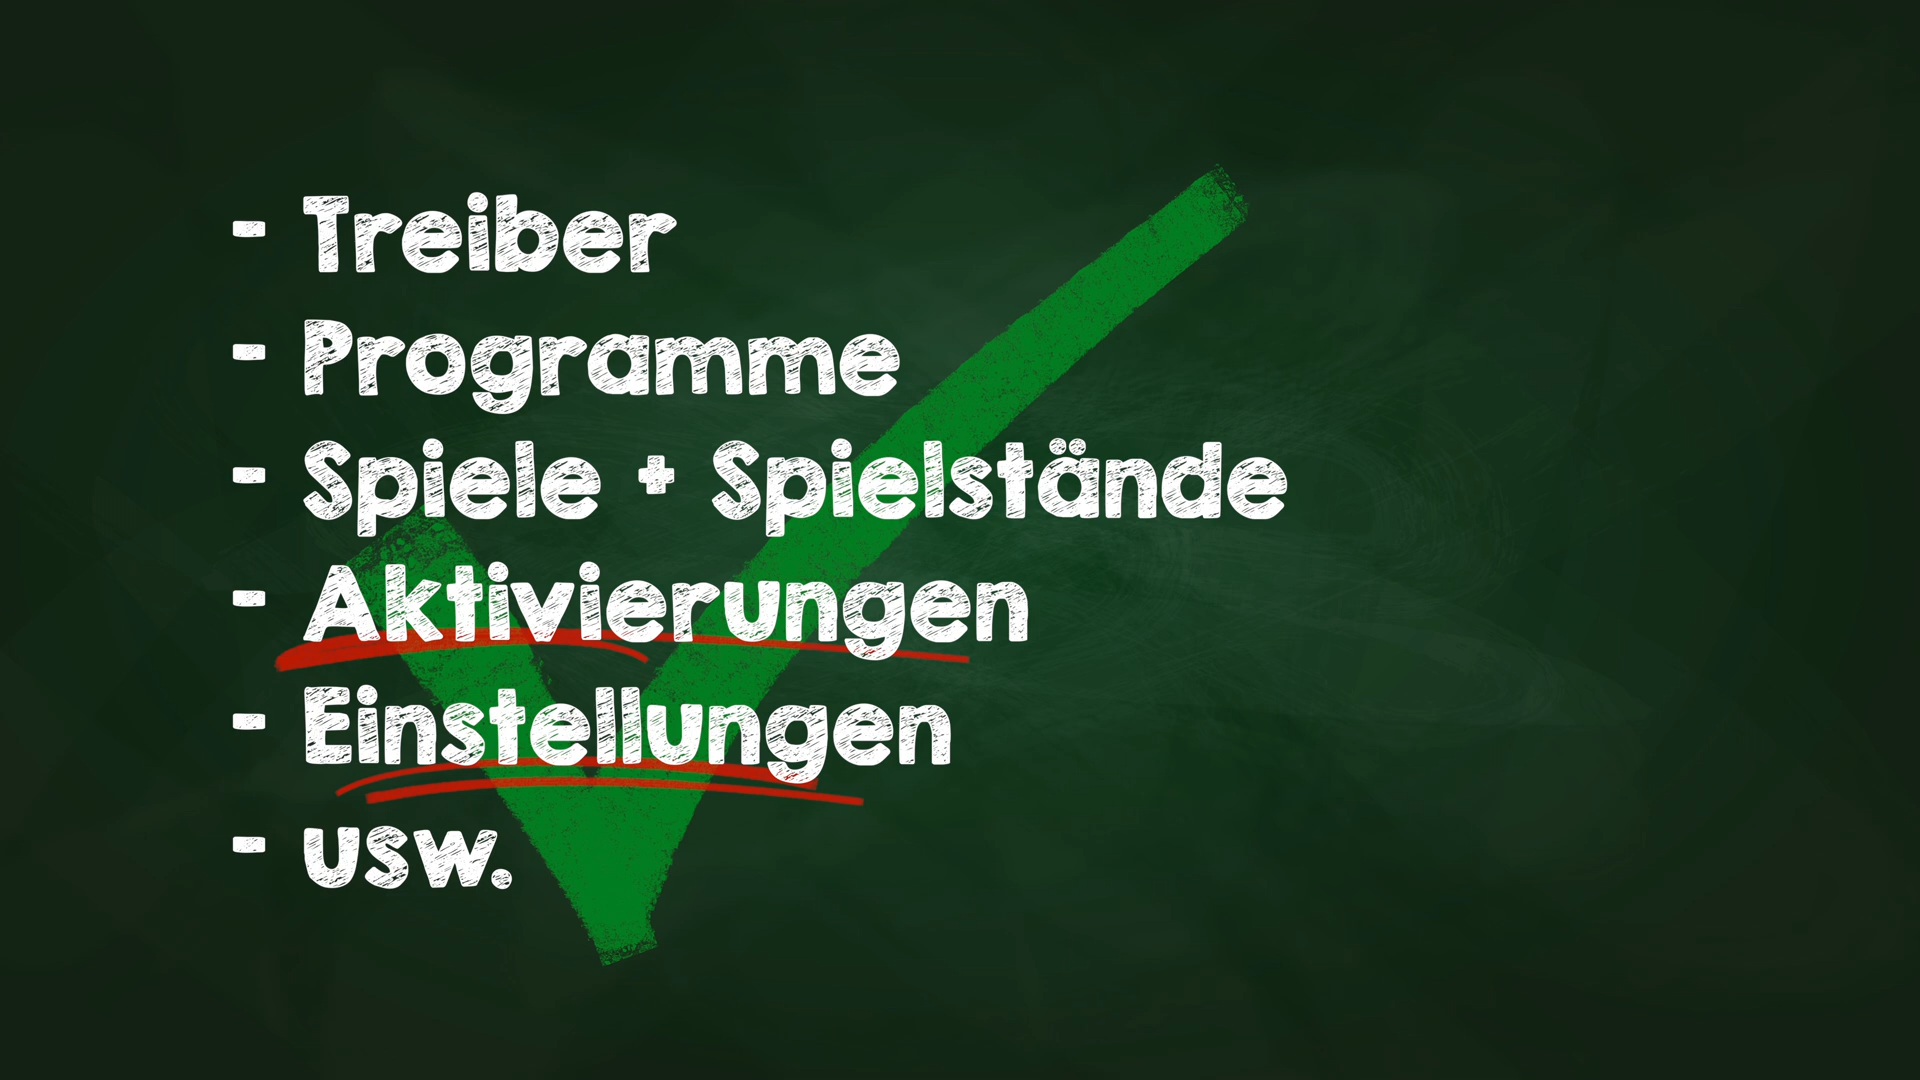 - Treiber
- Programme
- Spiele + Spielstände
- Aktivierungen
- Einstellungen
- usw.